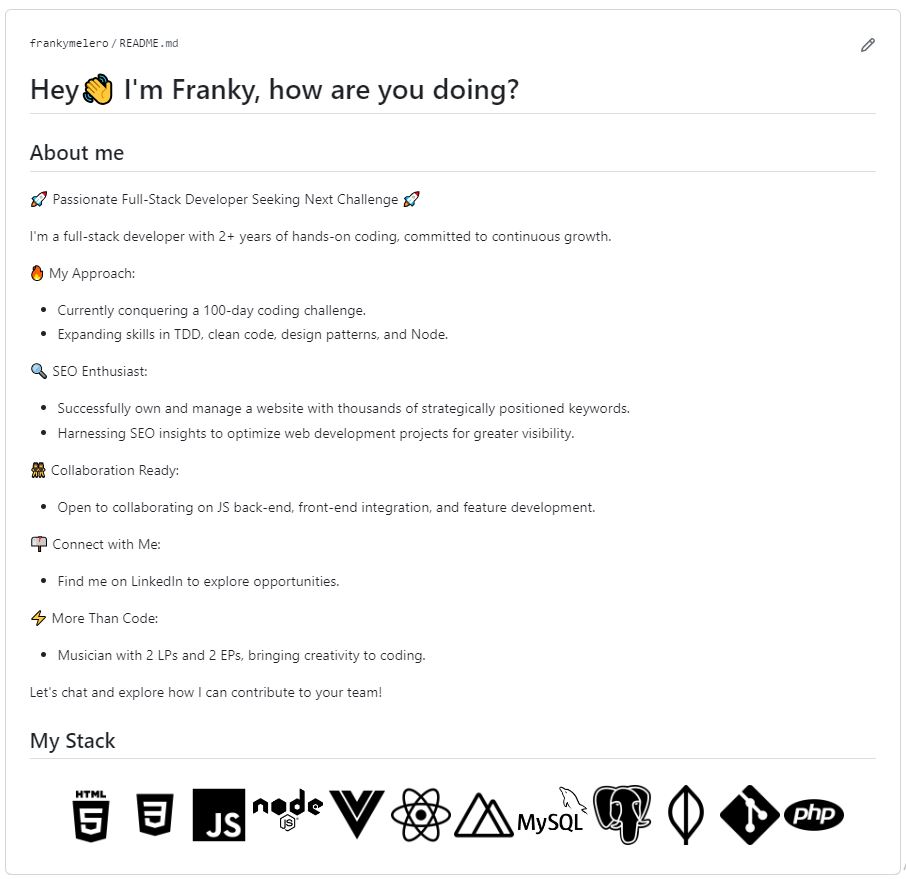 frankymelero / README.md
Hey👋 I'm Franky, how are you doing?
About me
🚀 Passionate Full-Stack Developer Seeking Next Challenge 🚀
I'm a full-stack developer with 2+ years of hands-on coding, committed to continuous growth.
🔥 My Approach:
• Currently conquering a 100-day coding challenge.
• Expanding skills in TDD, clean code, design patterns, and Node.
🔍 SEO Enthusiast:
• Successfully own and manage a website with thousands of strategically positioned keywords.
• Harnessing SEO insights to optimize web development projects for greater visibility.
👯 Collaboration Ready:
• Open to collaborating on JS back-end, front-end integration, and feature development.
📫 Connect with Me:
• Find me on LinkedIn to explore opportunities.
⚡ More Than Code:
• Musician with 2 LPs and 2 EPs, bringing creativity to coding.
Let's chat and explore how I can contribute to your team!
My Stack
HTML 5 3 JS node JS MySQL php